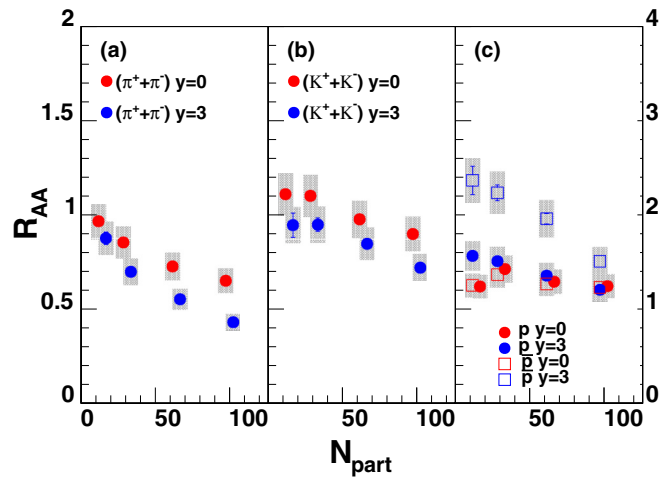 2
1.5
1
0.5
0
R_AA
(a)
(π⁺+π⁻) y=0
(π⁺+π⁻) y=3
(b)
(K⁺+K⁻) y=0
(K⁺+K⁻) y=3
(c)
4
3
2
1
0
p y=0
p y=3
p̅ y=0
p̅ y=3
0 50 100 0 50 100 50 100
N_part